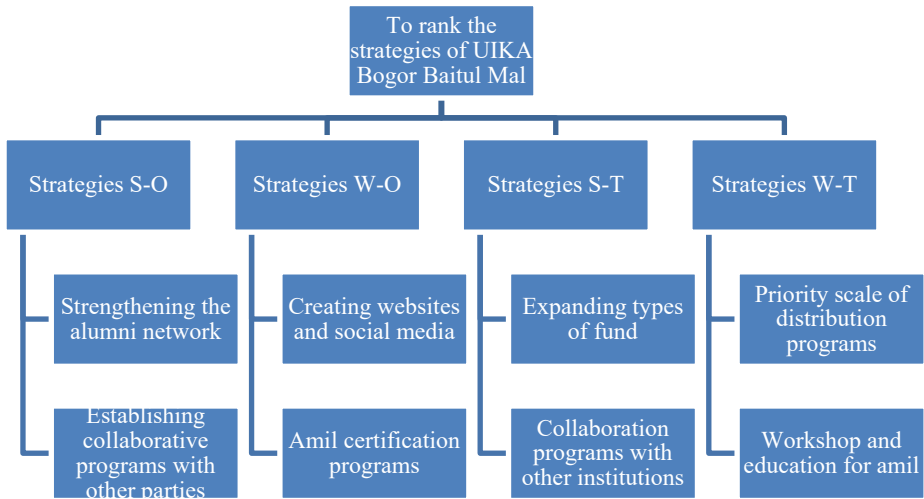 To rank the
strategies of UIKA
Bogor Baitul Mal
Strategies S-O
Strategies W-O
Strategies S-T
Strategies W-T
Strengthening the
alumni network
Creating websites
and social media
Expanding types
of fund
Priority scale of
distribution
programs
Establishing
collaborative
programs with
other parties
Amil certification
programs
Collaboration
programs with
other institutions
Workshop and
education for amil